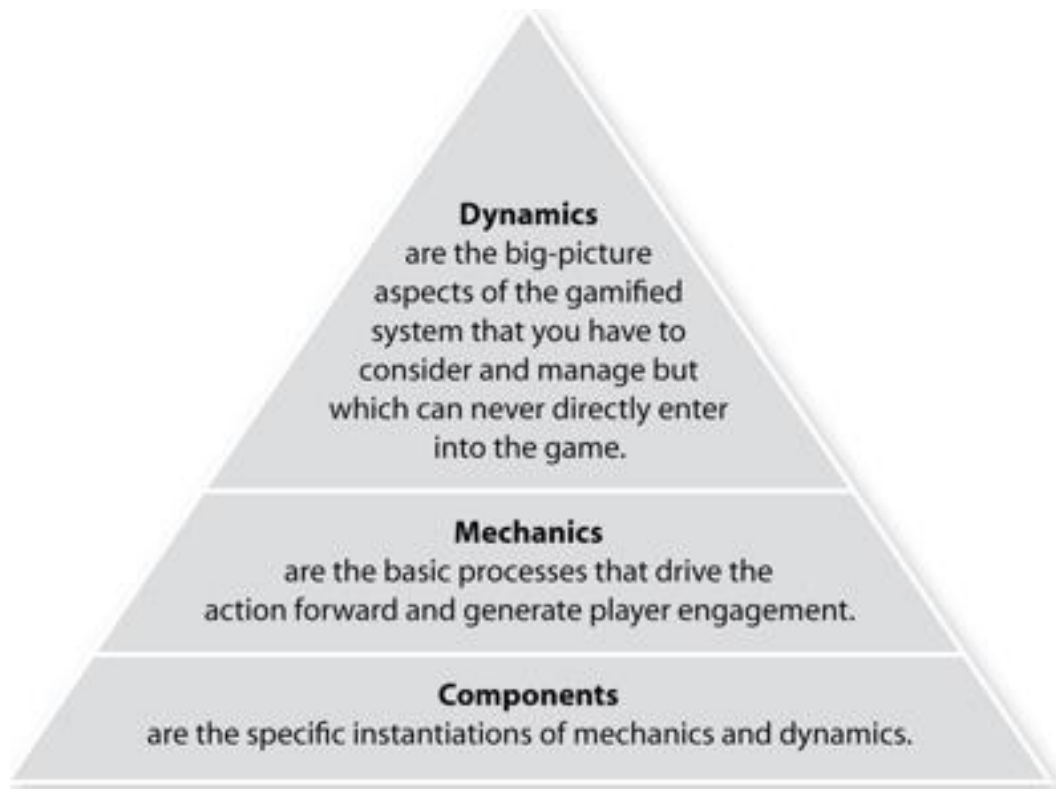 Dynamics
are the big-picture
aspects of the gamified
system that you have to
consider and manage but
which can never directly enter
into the game.
Mechanics
are the basic processes that drive the
action forward and generate player engagement.
Components
are the specific instantiations of mechanics and dynamics.